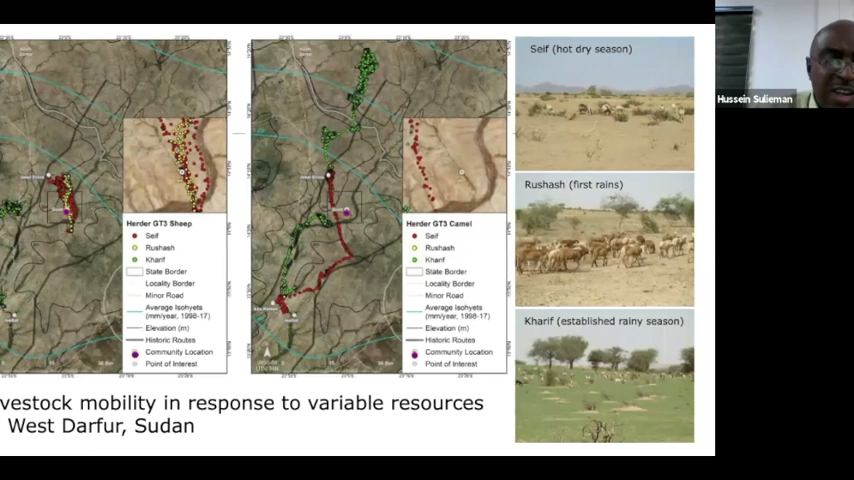 Herder GT3 Sheep
Seif
Rushash
Kharif
State Border
Locality Border
Minor Road
Average Isohyets
(mm/year, 1998-17)
Elevation (m)
Historic Routes
Community Location
Point of Interest
Herder GT3 Camel
Seif
Rushash
Kharif
State Border
Locality Border
Minor Road
Average Isohyets
(mm/year, 1998-17)
Elevation (m)
Historic Routes
Community Location
Point of Interest
Seif (hot dry season)
Rushash (first rains)
Kharif (established rainy season)
vestock mobility in response to variable resources
West Darfur, Sudan
Hussein Sulieman